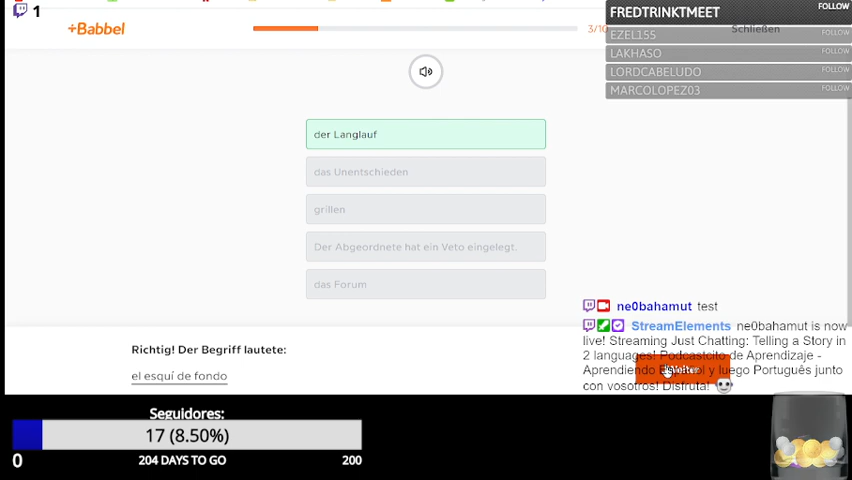 1
+Babbel
3/10
Schließen
FREDTRINKTMEET FOLLOW
EZEL155 FOLLOW
LAKHASO FOLLOW
LORDCABELUDO FOLLOW
MARCOLOPEZ03 FOLLOW
der Langlauf
das Unentschieden
grillen
Der Abgeordnete hat ein Veto eingelegt.
das Forum
Richtig! Der Begriff lautete:
el esquí de fondo
ne0bahamut test
StreamElements ne0bahamut is now
live! Streaming Just Chatting: Telling a Story in
2 languages! Podcastcito de Aprendizaje -
Aprendiendo Español y luego Português junto
con vosotros! Disfruta!
Seguidores:
17 (8.50%)
0
204 DAYS TO GO
200